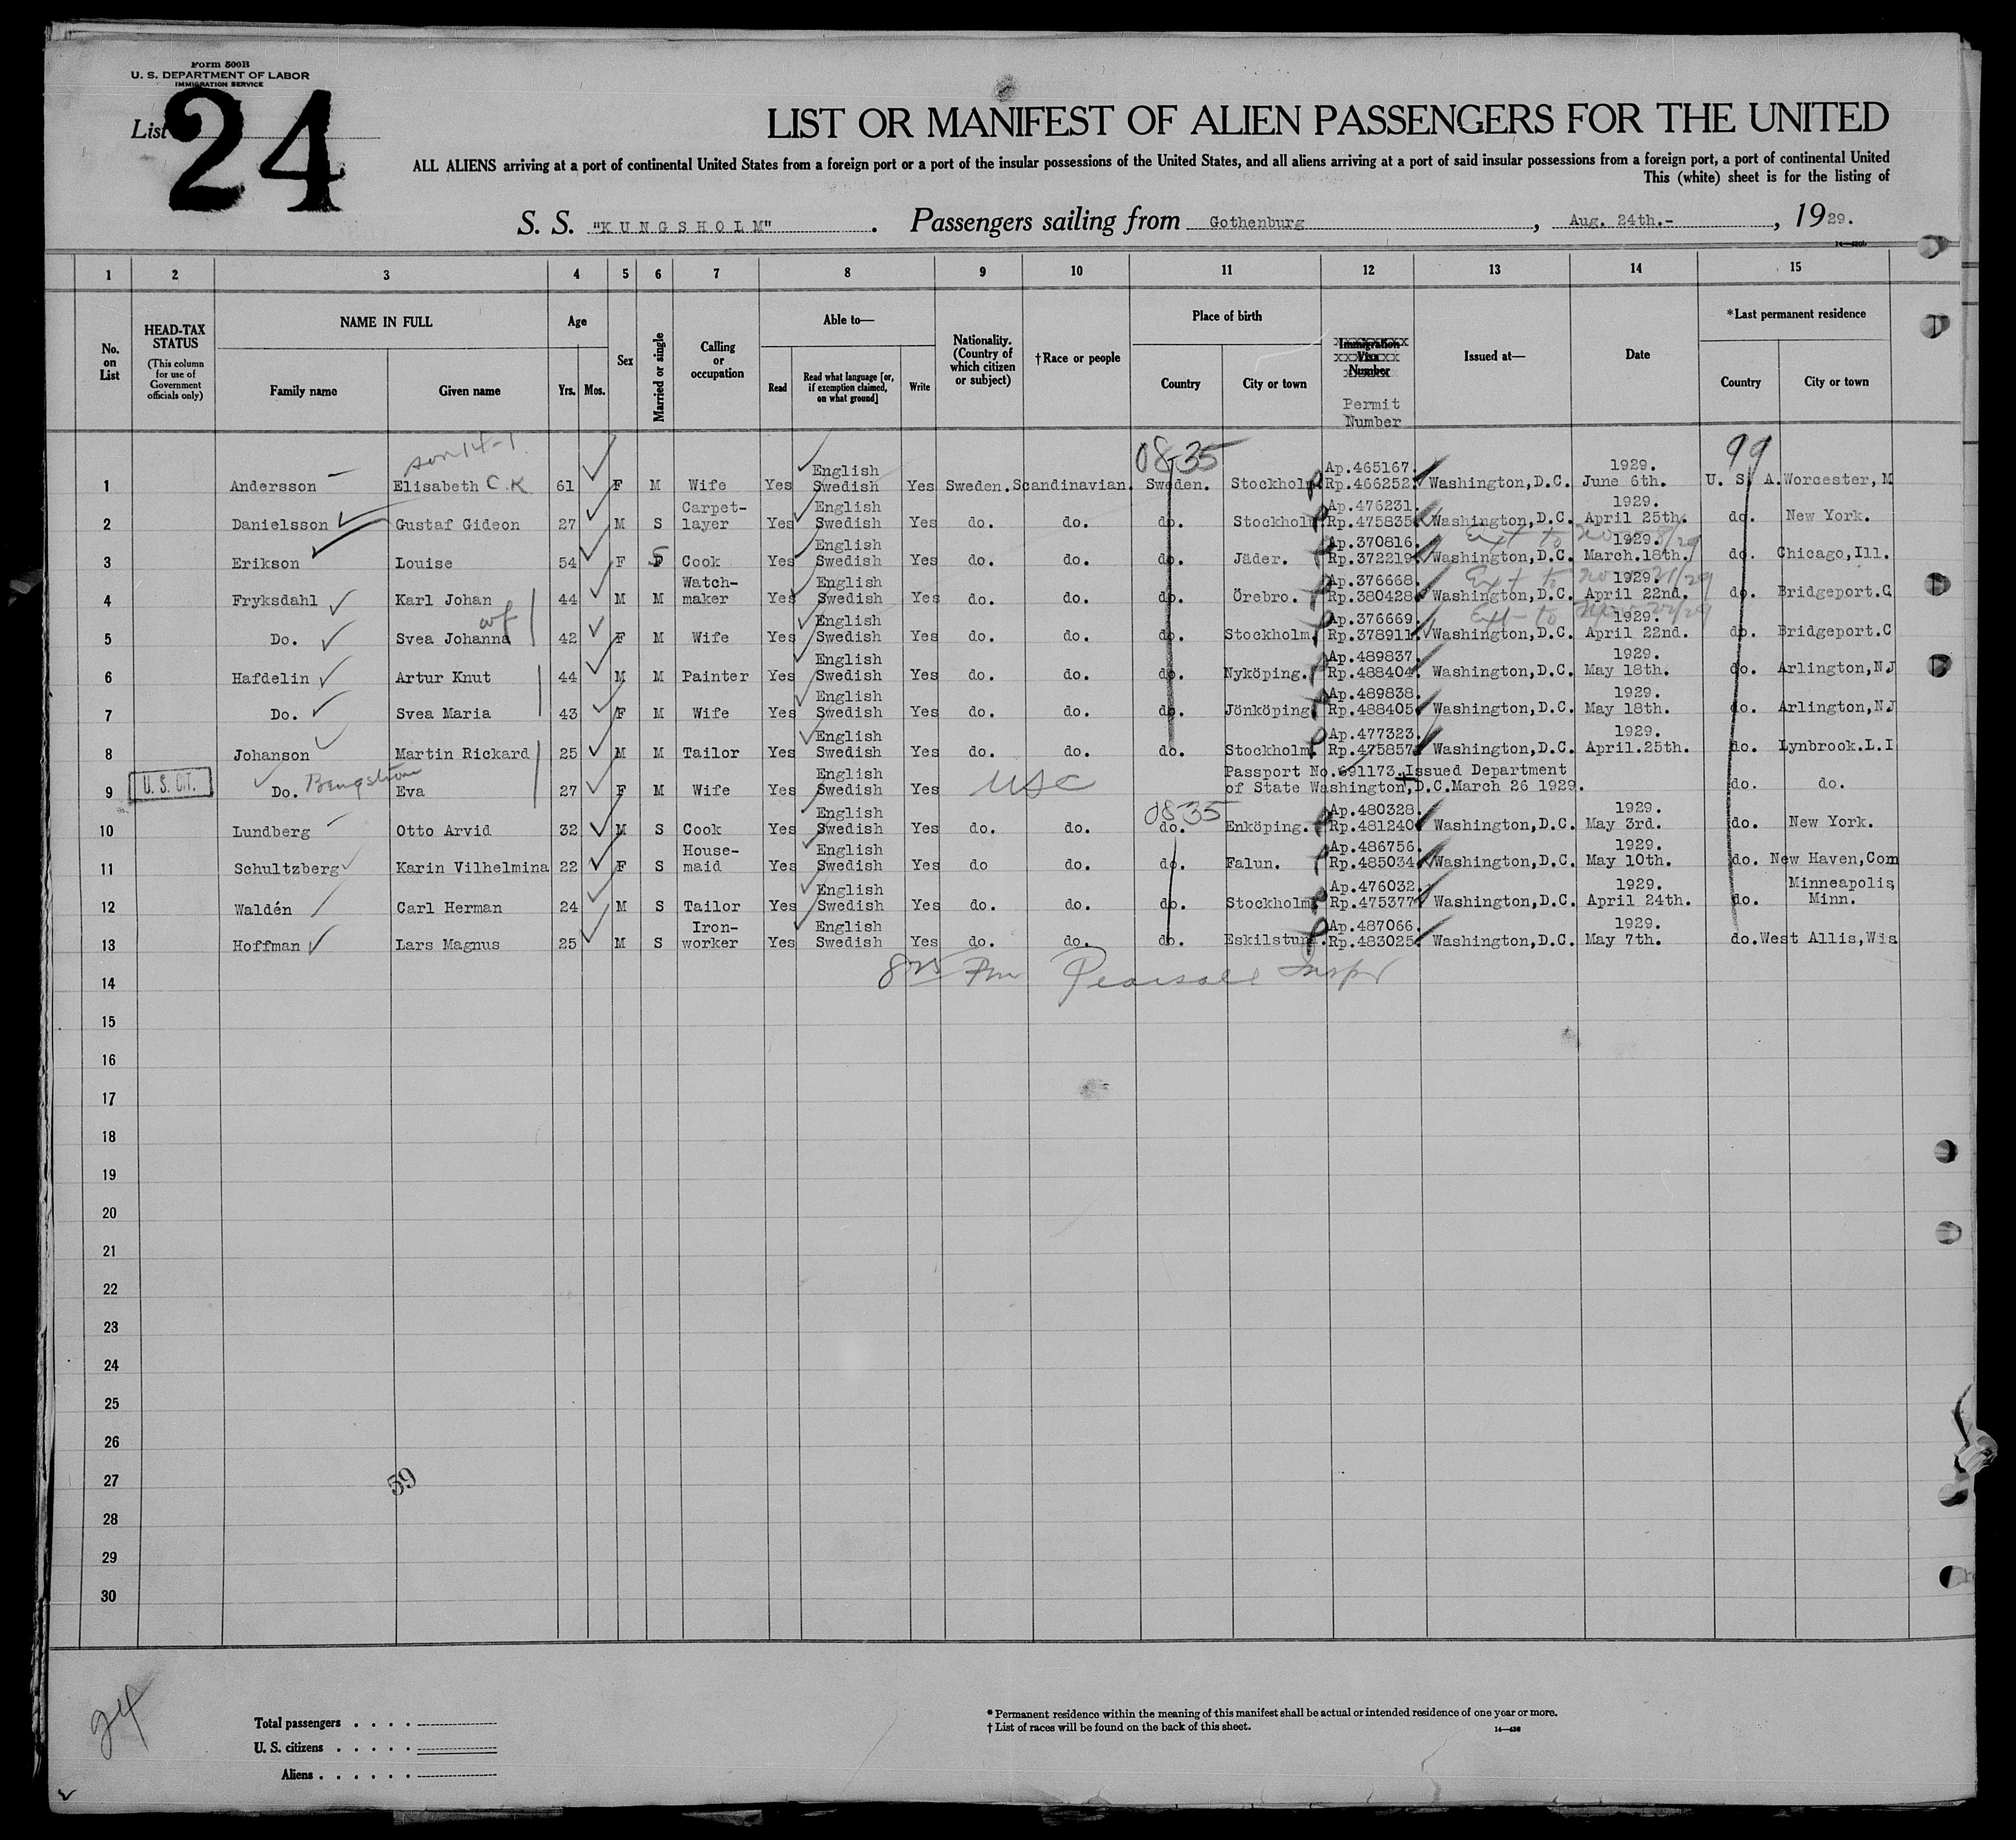 Form 500B
U. S. DEPARTMENT OF LABOR
IMMIGRATION SERVICE
List 24
LIST OR MANIFEST OF ALIEN PASSENGERS FOR THE UNITED
ALL ALIENS arriving at a port of continental United States from a foreign port or a port of the insular possessions of the United States, and all aliens arriving at a port of said insular possessions from a foreign port, a port of continental United
This (white) sheet is for the listing of
S. S. "KUNGSHOLM" . Passengers sailing from Gothenburg , Aug. 24th.- , 1929.
1 2 3 4 5 6 7 8 9 10 11 12 13 14 15
No. on List
HEAD-TAX STATUS (This column for use of Government officials only)
NAME IN FULL Family name Given name
Age Yrs. Mos.
Sex
Married or single
Calling or occupation
Able to— Read Read what language [or, if exemption claimed, on what ground] Write
Nationality. (Country of which citizen or subject)
†Race or people
Place of birth Country City or town
Immigration Visa Number Permit Number
Issued at—
Date
*Last permanent residence Country City or town
08-35 99
1 Andersson Elisabeth C.K 61 F M Wife Yes English Swedish Yes Sweden. Scandinavian. Sweden. Stockholm Ap.465167. Rp.466252. Washington,D.C. 1929. June 6th. U. S. A. Worcester, M
2 Danielsson Gustaf Gideon 27 M S Carpet-layer Yes English Swedish Yes do. do. do. Stockholm Ap.476231. Rp.475835. Washington,D.C. 1929. April 25th. do. New York.
3 Erikson Louise 54 F S Cook Yes English Swedish Yes do. do. do. Jäder. Ap.370816. Rp.372219. Washington,D.C. 1929. March.18th. do. Chicago,Ill.
Ext to
4 Fryksdahl Karl Johan 44 M M Watch-maker Yes English Swedish Yes do. do. do. Örebro. Ap.376668. Rp.380428. Washington,D.C. 1929. April 22nd. do. Bridgeport.C
Ext to
5 Do. Svea Johanna wf 42 F M Wife Yes English Swedish Yes do. do. do. Stockholm. Ap.376669. Rp.378911. Washington,D.C. 1929. April 22nd. do. Bridgeport.C
Ext to
6 Hafdelin Artur Knut 44 M M Painter Yes English Swedish Yes do. do. do. Nyköping. Ap.489837. Rp.488404. Washington,D.C. 1929. May 18th. do. Arlington,NJ
7 Do. Svea Maria 43 F M Wife Yes English Swedish Yes do. do. do. Jönköping Ap.489838. Rp.488405. Washington,D.C. 1929. May 18th. do. Arlington,NJ
8 Johanson Martin Rickard 25 M M Tailor Yes English Swedish Yes do. do. do. Stockholm. Ap.477323. Rp.475857. Washington,D.C. 1929. April.25th. do. Lynbrook.L.I
9 U. S. CIT. Do. Eva 27 F M Wife Yes English Swedish Yes USC Passport No.691173.Issued Department of State Washington,D.C.March 26 1929. do. do.
08-35
10 Lundberg Otto Arvid 32 M S Cook Yes English Swedish Yes do. do. do. Enköping. Ap.480328. Rp.481240. Washington,D.C. 1929. May 3rd. do. New York.
11 Schultzberg Karin Vilhelmina 22 F S House-maid Yes English Swedish Yes do do. do. Falun. Ap.486756. Rp.485034. Washington,D.C. 1929. May 10th. do. New Haven,Con
12 Waldén Carl Herman 24 M S Tailor Yes English Swedish Yes do. do. do. Stockholm. Ap.476032. Rp.475377. Washington,D.C. 1929. April 24th. do. Minneapolis, Minn.
13 Hoffman Lars Magnus 25 M S Iron-worker Yes English Swedish Yes do. do. do. Eskilstuna. Ap.487066. Rp.483025. Washington,D.C. 1929. May 7th. do. West Allis,Wis
Pearsall Inspr
14
15
16
17
18
19
20
21
22
23
24
25
26
27
59
28
29
30
24
Total passengers . . . .
U. S. citizens . . . . .
Aliens . . . . . .
* Permanent residence within the meaning of this manifest shall be actual or intended residence of one year or more.
† List of races will be found on the back of this sheet.